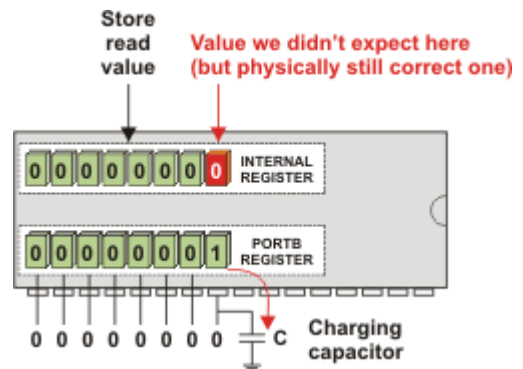 Store
read
value
Value we didn't expect here
(but physically still correct one)
0 0 0 0 0 0 0 0
INTERNAL
REGISTER
0 0 0 0 0 0 0 1
PORTB
REGISTER
0 0 0 0 0 0 0 0
C
Charging
capacitor